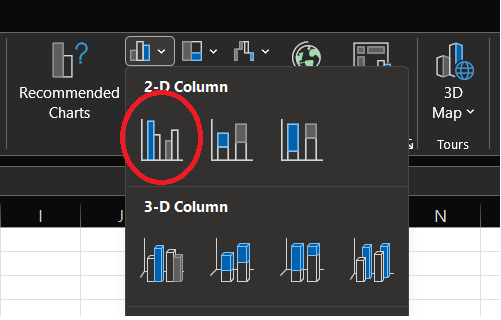 Recommended
Charts
2-D Column
3-D Column
3D
Map
Tours
I
J
N